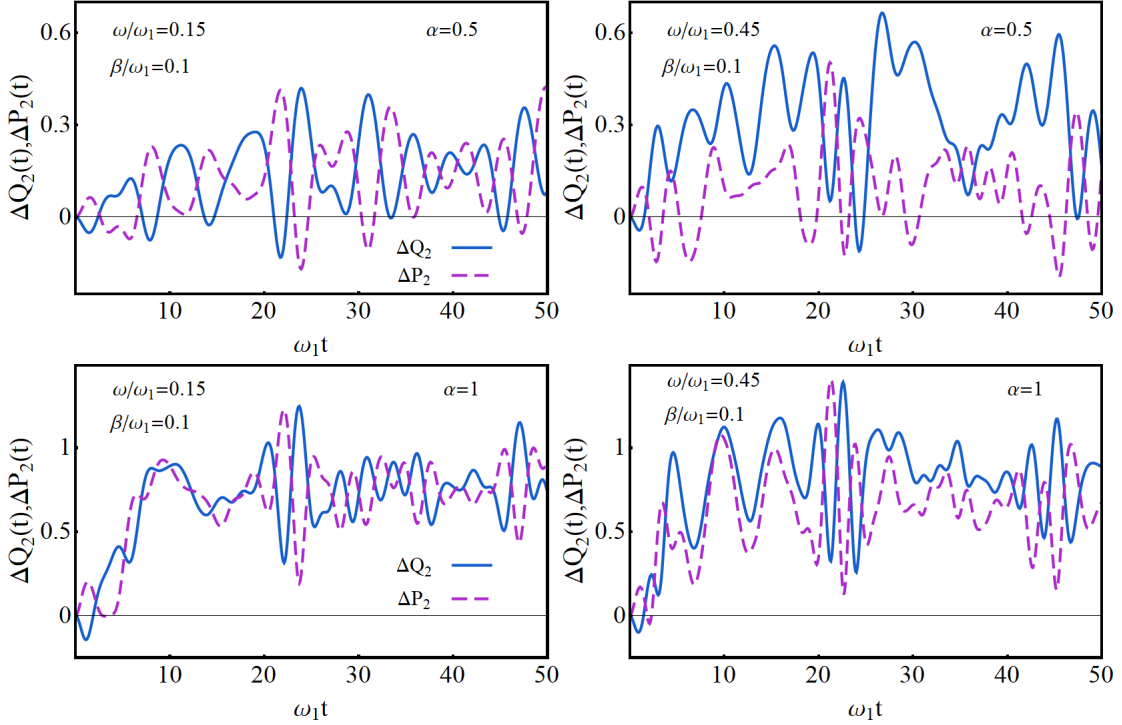 ω/ω₁=0.15 α=0.5
β/ω₁=0.1
ΔQ₂(t),ΔP₂(t)
0.6
0.3
0
ΔQ₂
ΔP₂
10 20 30 40 50
ω₁t
ω/ω₁=0.45 α=0.5
β/ω₁=0.1
ΔQ₂(t),ΔP₂(t)
0.6
0.3
0
10 20 30 40 50
ω₁t
ω/ω₁=0.15 α=1
β/ω₁=0.1
ΔQ₂(t),ΔP₂(t)
1
0.5
0
ΔQ₂
ΔP₂
10 20 30 40 50
ω₁t
ω/ω₁=0.45 α=1
β/ω₁=0.1
ΔQ₂(t),ΔP₂(t)
1
0.5
0
10 20 30 40 50
ω₁t